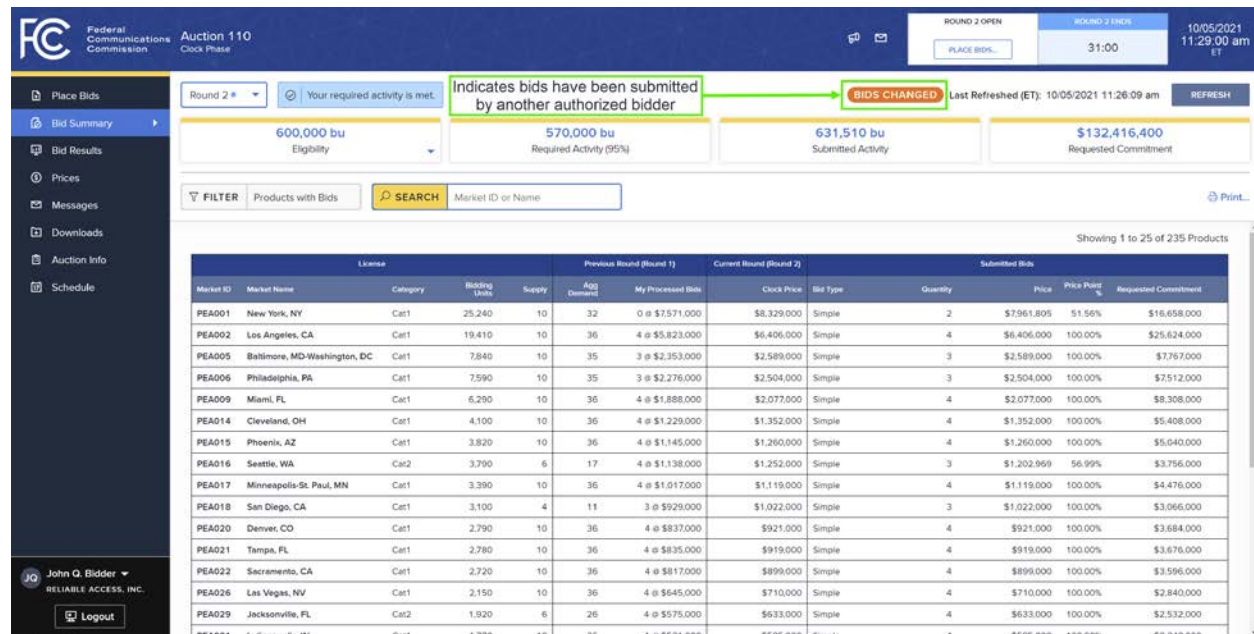 FCC Federal Communications Commission
Auction 110
Clock Phase
ROUND 2 OPEN
PLACE BIDS...
ROUND 2 ENDS
31:00
10/05/2021
11:29:00 am
ET
Place Bids
Bid Summary
Bid Results
Prices
Messages
Downloads
Auction Info
Schedule
JQ John Q. Bidder
RELIABLE ACCESS, INC.
Logout
Round 2
Your required activity is met.
Indicates bids have been submitted
by another authorized bidder
BIDS CHANGED Last Refreshed (ET): 10/05/2021 11:26:09 am REFRESH
600,000 bu
Eligibility
570,000 bu
Required Activity (95%)
631,510 bu
Submitted Activity
$132,416,400
Requested Commitment
FILTER Products with Bids SEARCH Market ID or Name Print...
Showing 1 to 25 of 235 Products
License Previous Round (Round 1) Current Round (Round 2) Submitted Bids
Market ID Market Name Category Bidding Units Supply Agg Demand My Processed Bids Clock Price Bid Type Quantity Price Price Point % Requested Commitment
PEA001 New York, NY Cat1 25,240 10 32 0 @ $7,571,000 $8,329,000 Simple 2 $7,961,805 51.56% $16,658,000
PEA002 Los Angeles, CA Cat1 19,410 10 36 4 @ $5,823,000 $6,406,000 Simple 4 $6,406,000 100.00% $25,624,000
PEA005 Baltimore, MD-Washington, DC Cat1 7,840 10 35 3 @ $2,353,000 $2,589,000 Simple 3 $2,589,000 100.00% $7,767,000
PEA006 Philadelphia, PA Cat1 7,590 10 35 3 @ $2,276,000 $2,504,000 Simple 3 $2,504,000 100.00% $7,512,000
PEA009 Miami, FL Cat1 6,290 10 36 4 @ $1,888,000 $2,077,000 Simple 4 $2,077,000 100.00% $8,308,000
PEA014 Cleveland, OH Cat1 4,100 10 36 4 @ $1,229,000 $1,352,000 Simple 4 $1,352,000 100.00% $5,408,000
PEA015 Phoenix, AZ Cat1 3,820 10 36 4 @ $1,145,000 $1,260,000 Simple 4 $1,260,000 100.00% $5,040,000
PEA016 Seattle, WA Cat2 3,790 6 17 4 @ $1,138,000 $1,252,000 Simple 3 $1,202,969 56.99% $3,756,000
PEA017 Minneapolis-St. Paul, MN Cat1 3,390 10 36 4 @ $1,017,000 $1,119,000 Simple 4 $1,119,000 100.00% $4,476,000
PEA018 San Diego, CA Cat1 3,100 4 11 3 @ $929,000 $1,022,000 Simple 3 $1,022,000 100.00% $3,066,000
PEA020 Denver, CO Cat1 2,790 10 36 4 @ $837,000 $921,000 Simple 4 $921,000 100.00% $3,684,000
PEA021 Tampa, FL Cat1 2,780 10 36 4 @ $835,000 $919,000 Simple 4 $919,000 100.00% $3,676,000
PEA022 Sacramento, CA Cat1 2,720 10 36 4 @ $817,000 $899,000 Simple 4 $899,000 100.00% $3,596,000
PEA026 Las Vegas, NV Cat1 2,150 10 36 4 @ $645,000 $710,000 Simple 4 $710,000 100.00% $2,840,000
PEA029 Jacksonville, FL Cat2 1,920 6 26 4 @ $575,000 $633,000 Simple 4 $633,000 100.00% $2,532,000